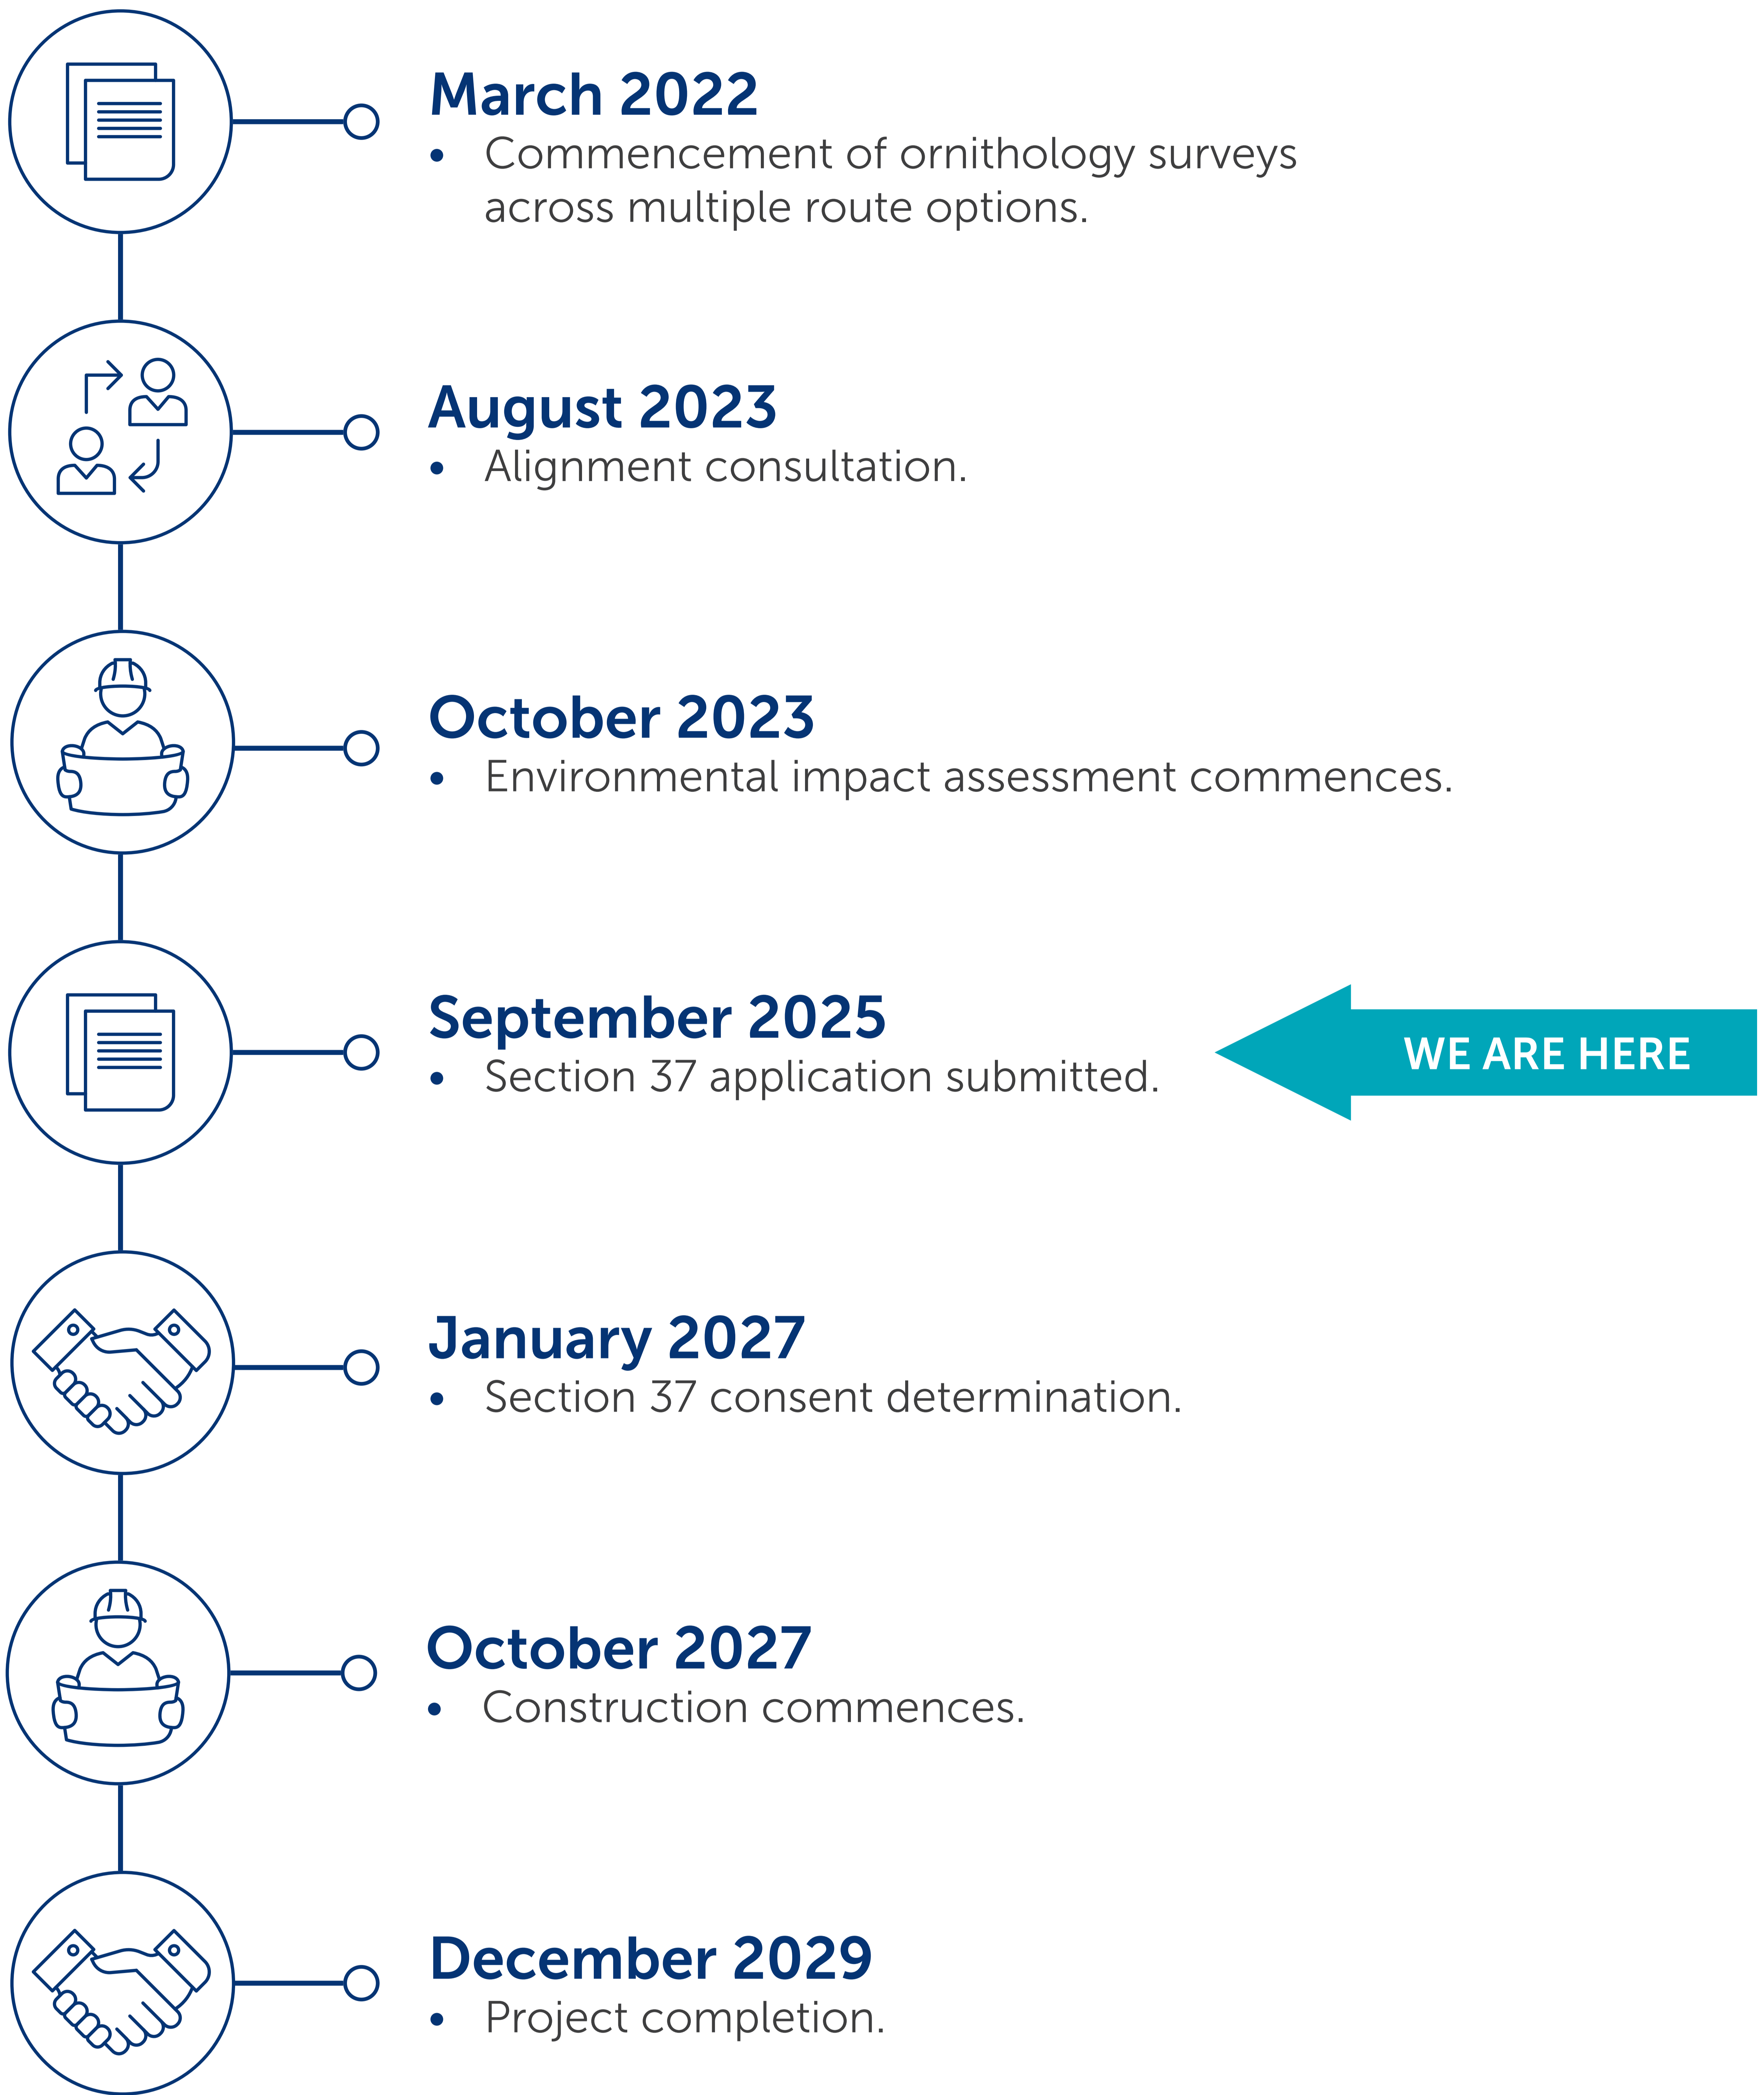 March 2022
• Commencement of ornithology surveys
across multiple route options.
August 2023
• Alignment consultation.
October 2023
• Environmental impact assessment commences.
September 2025
• Section 37 application submitted.
WE ARE HERE
January 2027
• Section 37 consent determination.
October 2027
• Construction commences.
December 2029
• Project completion.